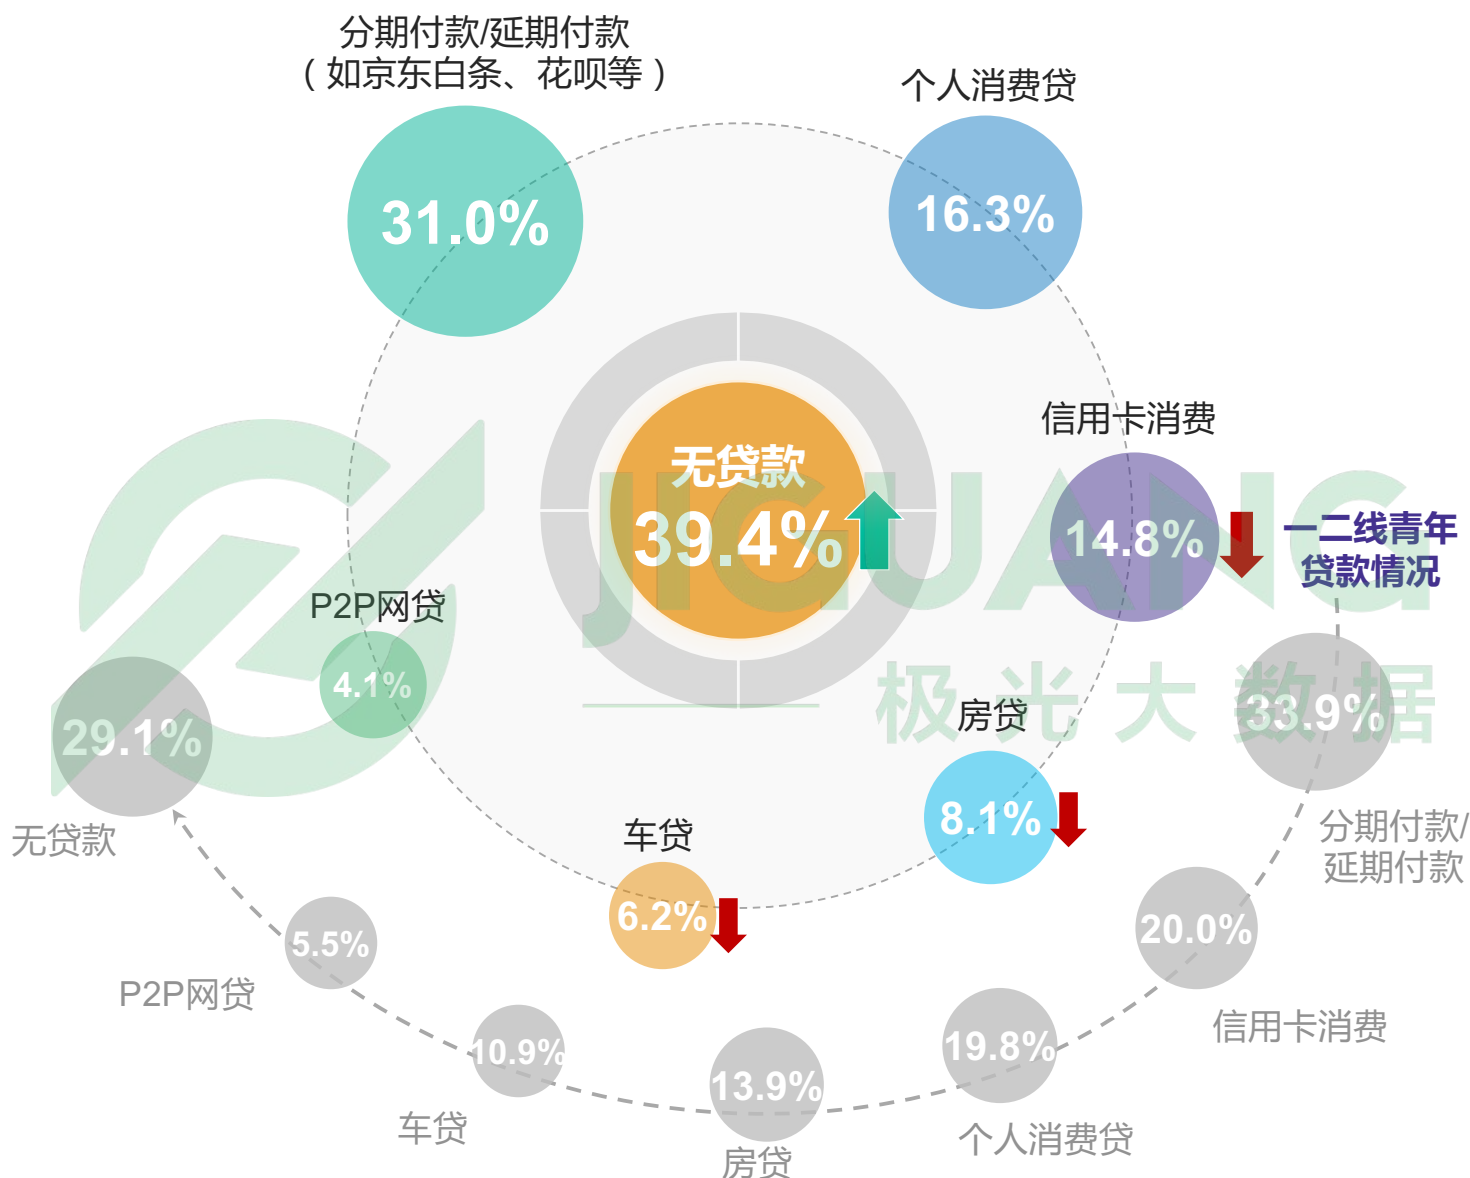 分期付款/延期付款
（如京东白条、花呗等）
31.0%
个人消费贷
16.3%
无贷款
39.4%
信用卡消费
14.8%
一二线青年
贷款情况
P2P网贷
4.1%
房贷
8.1%
车贷
6.2%
33.9%
分期付款/
延期付款
20.0%
信用卡消费
19.8%
个人消费贷
13.9%
房贷
10.9%
车贷
5.5%
P2P网贷
29.1%
无贷款
JIGUANG
极光大数据